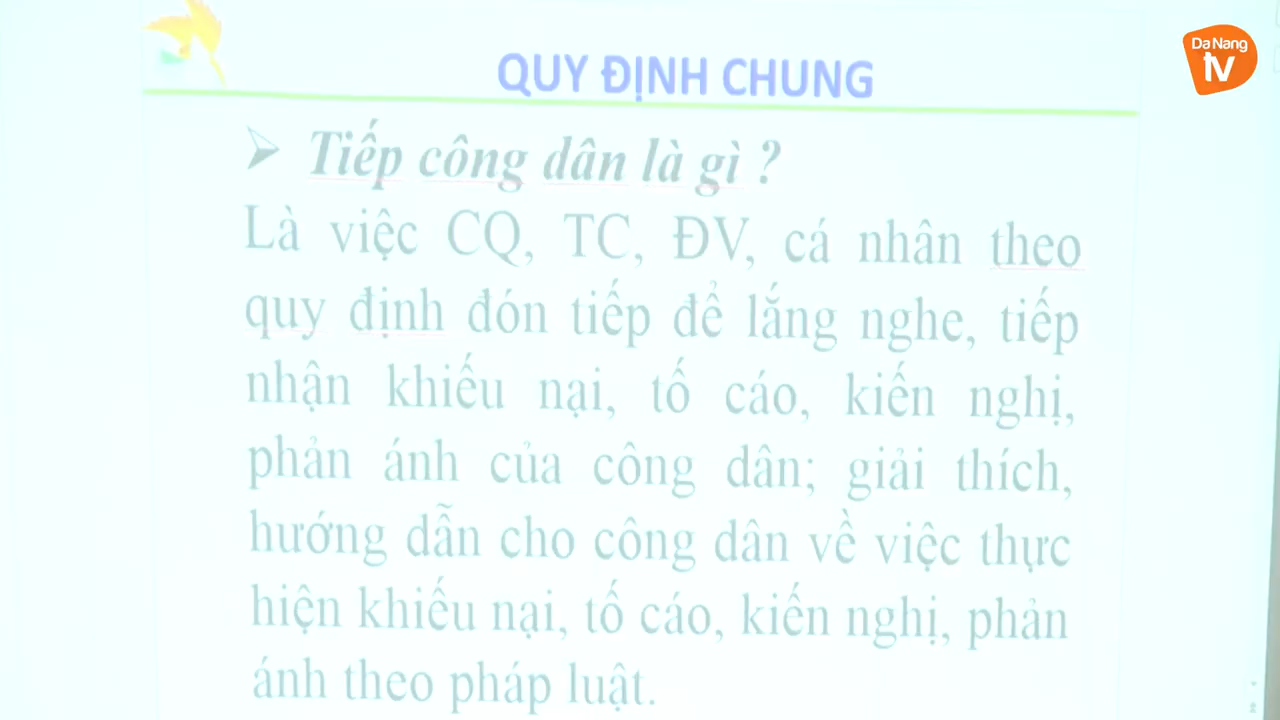 Da Nang
tv
QUY ĐỊNH CHUNG
➢ Tiếp công dân là gì ?
Là việc CQ, TC, ĐV, cá nhân theo
quy định đón tiếp để lắng nghe, tiếp
nhận khiếu nại, tố cáo, kiến nghị,
phản ánh của công dân; giải thích,
hướng dẫn cho công dân về việc thực
hiện khiếu nại, tố cáo, kiến nghị, phản
ánh theo pháp luật.